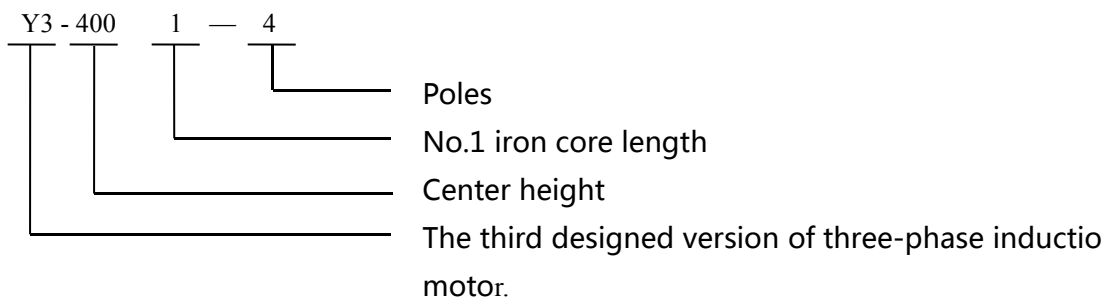 Y3 - 400 1 — 4
Poles
No.1 iron core length
Center height
The third designed version of three-phase inductio
motor.